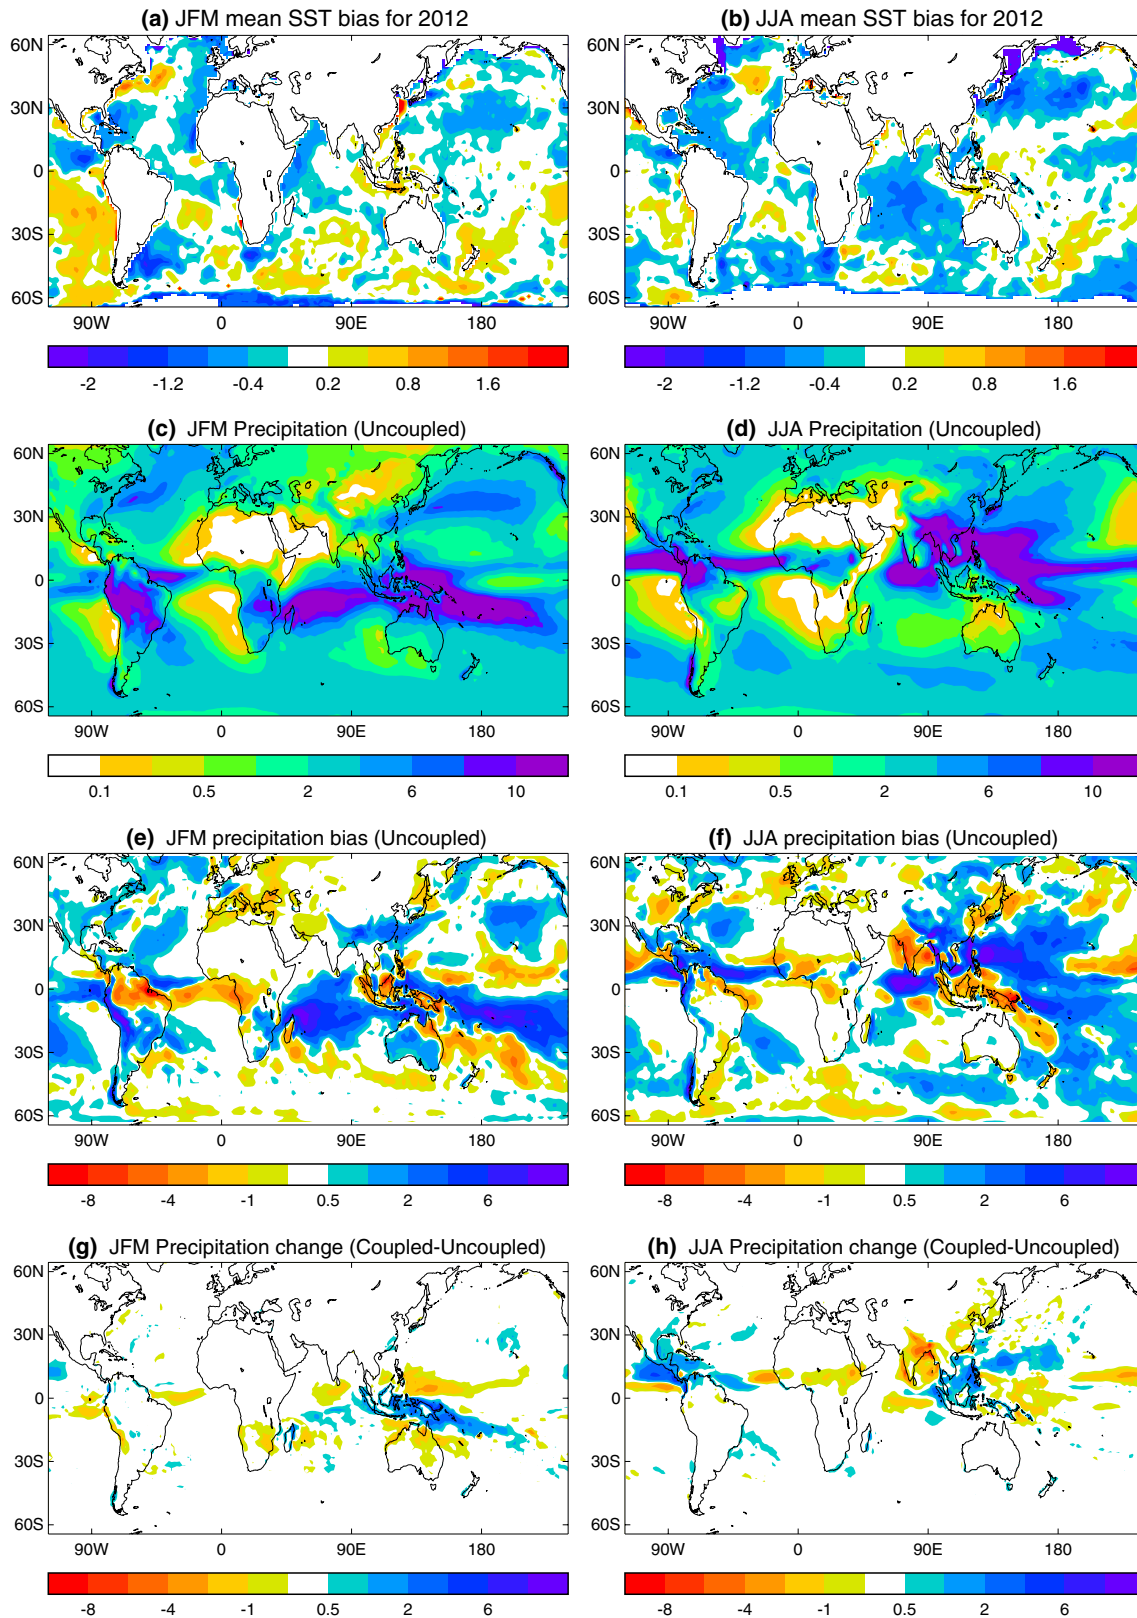 (a) JFM mean SST bias for 2012
(b) JJA mean SST bias for 2012
60N
30N
0
30S
60S
90W 0 90E 180
-2 -1.2 -0.4 0.2 0.8 1.6
60N
30N
0
30S
60S
90W 0 90E 180
-2 -1.2 -0.4 0.2 0.8 1.6
(c) JFM Precipitation (Uncoupled)
(d) JJA Precipitation (Uncoupled)
60N
30N
0
30S
60S
90W 0 90E 180
0.1 0.5 2 6 10
60N
30N
0
30S
60S
90W 0 90E 180
0.1 0.5 2 6 10
(e) JFM precipitation bias (Uncoupled)
(f) JJA precipitation bias (Uncoupled)
60N
30N
0
30S
60S
90W 0 90E 180
-8 -4 -1 0.5 2 6
60N
30N
0
30S
60S
90W 0 90E 180
-8 -4 -1 0.5 2 6
(g) JFM Precipitation change (Coupled-Uncoupled)
(h) JJA Precipitation change (Coupled-Uncoupled)
60N
30N
0
30S
60S
90W 0 90E 180
-8 -4 -1 0.5 2 6
60N
30N
0
30S
60S
90W 0 90E 180
-8 -4 -1 0.5 2 6